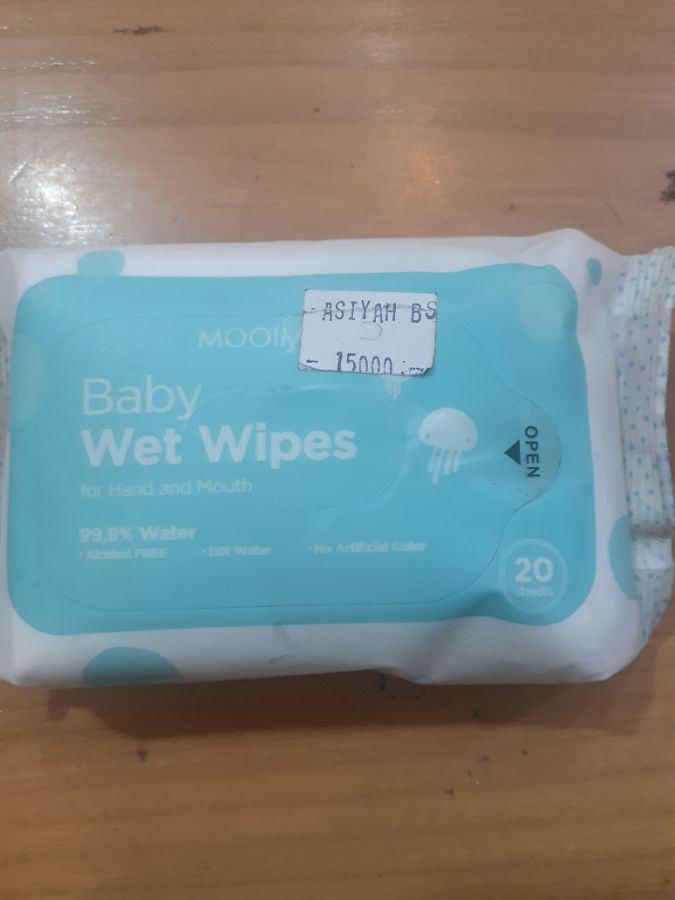 ASIYAH BS
15000
Baby
Wet Wipes
for Hand and Mouth
99.9% Water
· Alcohol FREE · EDI Water · No Artificial Color
OPEN
20
sheets